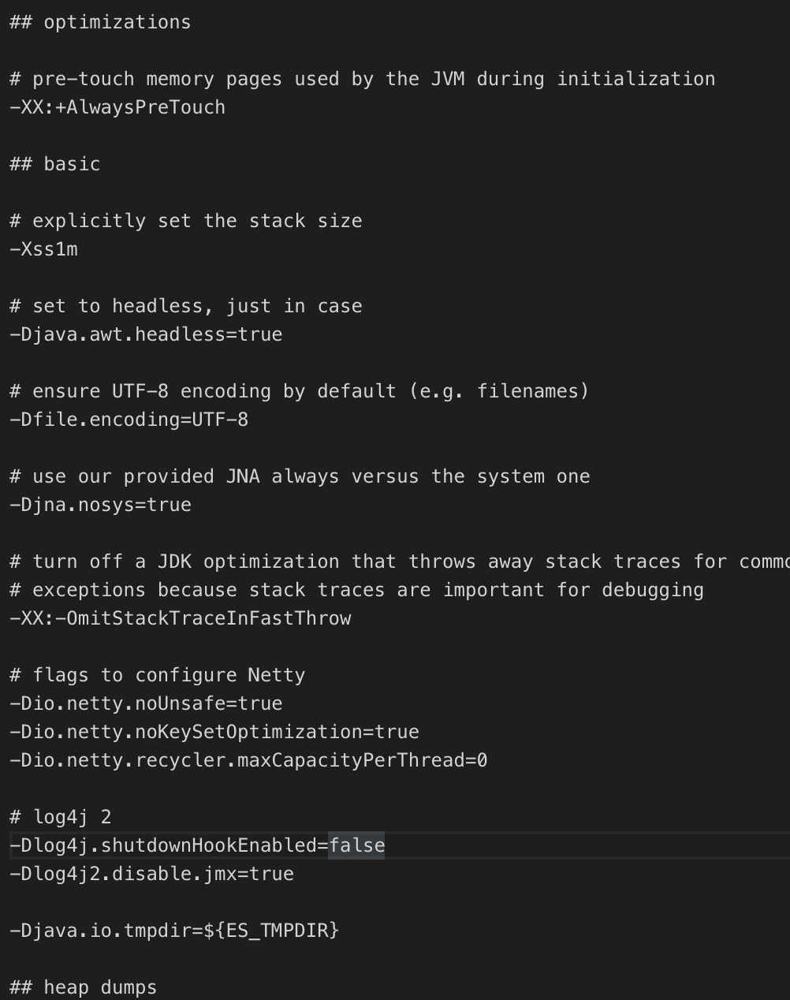 ## optimizations
# pre-touch memory pages used by the JVM during initialization
-XX:+AlwaysPreTouch
## basic
# explicitly set the stack size
-Xss1m
# set to headless, just in case
-Djava.awt.headless=true
# ensure UTF-8 encoding by default (e.g. filenames)
-Dfile.encoding=UTF-8
# use our provided JNA always versus the system one
-Djna.nosys=true
# turn off a JDK optimization that throws away stack traces for commo
# exceptions because stack traces are important for debugging
-XX:-OmitStackTraceInFastThrow
# flags to configure Netty
-Dio.netty.noUnsafe=true
-Dio.netty.noKeySetOptimization=true
-Dio.netty.recycler.maxCapacityPerThread=0
# log4j 2
-Dlog4j.shutdownHookEnabled=false
-Dlog4j2.disable.jmx=true
-Djava.io.tmpdir=${ES_TMPDIR}
## heap dumps